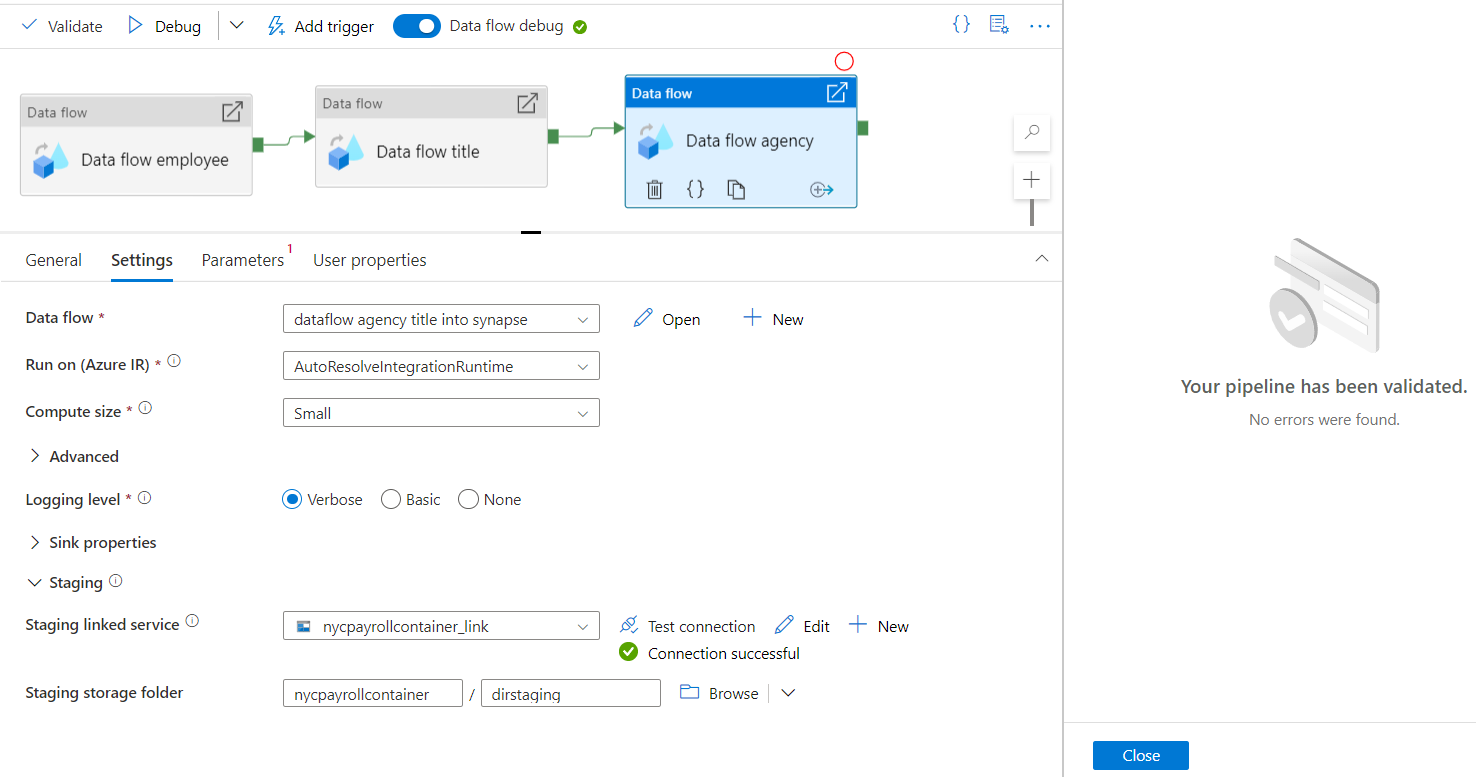 Validate Debug Add trigger Data flow debug
Data flow
Data flow employee
Data flow
Data flow title
Data flow
Data flow agency
General Settings Parameters 1 User properties
Data flow * dataflow agency title into synapse Open New
Run on (Azure IR) * AutoResolveIntegrationRuntime
Compute size * Small
Advanced
Logging level * Verbose Basic None
Sink properties
Staging
Staging linked service nycpayrollcontainer_link Test connection Edit New
Connection successful
Staging storage folder nycpayrollcontainer / dirstaging Browse
Your pipeline has been validated.
No errors were found.
Close